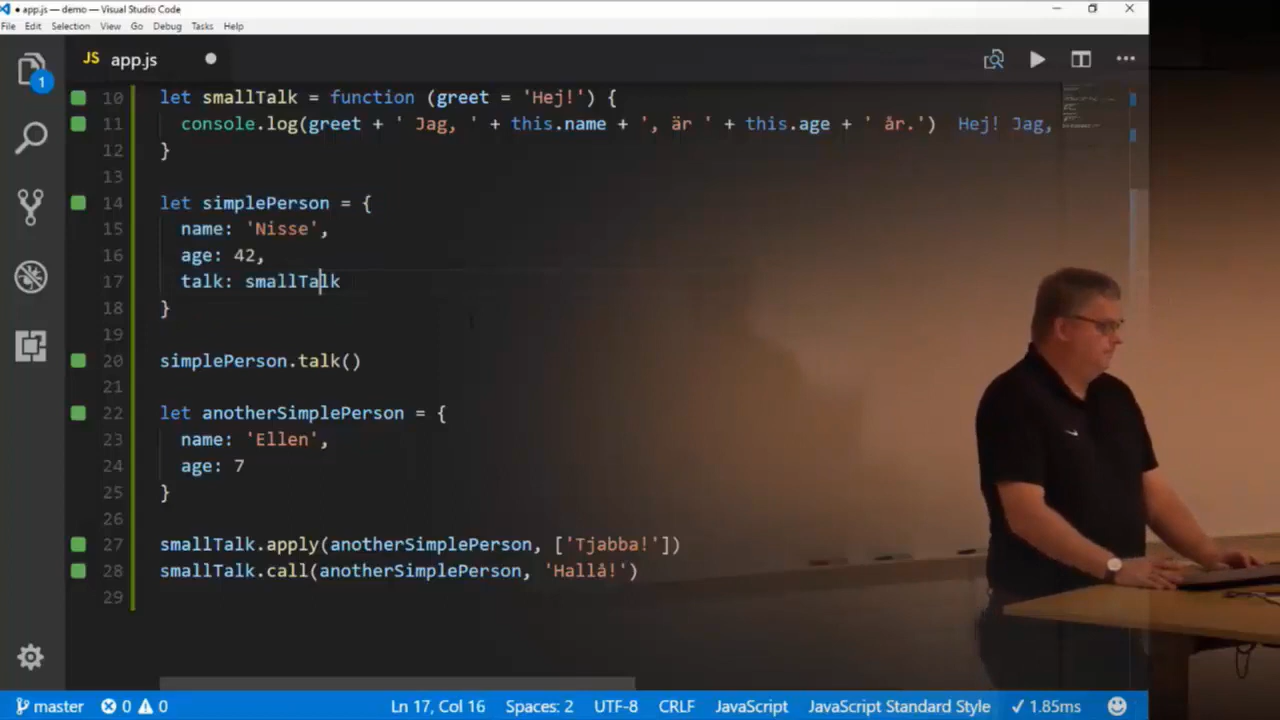 app.js — demo — Visual Studio Code
File Edit Selection View Go Debug Tasks Help
JS app.js
1
10 let smallTalk = function (greet = 'Hej!') {
11 console.log(greet + ' Jag, ' + this.name + ', är ' + this.age + ' år.') Hej! Jag,
12 }
13
14 let simplePerson = {
15 name: 'Nisse',
16 age: 42,
17 talk: smallTalk
18 }
19
20 simplePerson.talk()
21
22 let anotherSimplePerson = {
23 name: 'Ellen',
24 age: 7
25 }
26
27 smallTalk.apply(anotherSimplePerson, ['Tjabba!'])
28 smallTalk.call(anotherSimplePerson, 'Hallå!')
29
master 0 0 Ln 17, Col 16 Spaces: 2 UTF-8 CRLF JavaScript JavaScript Standard Style ✓ 1.85ms